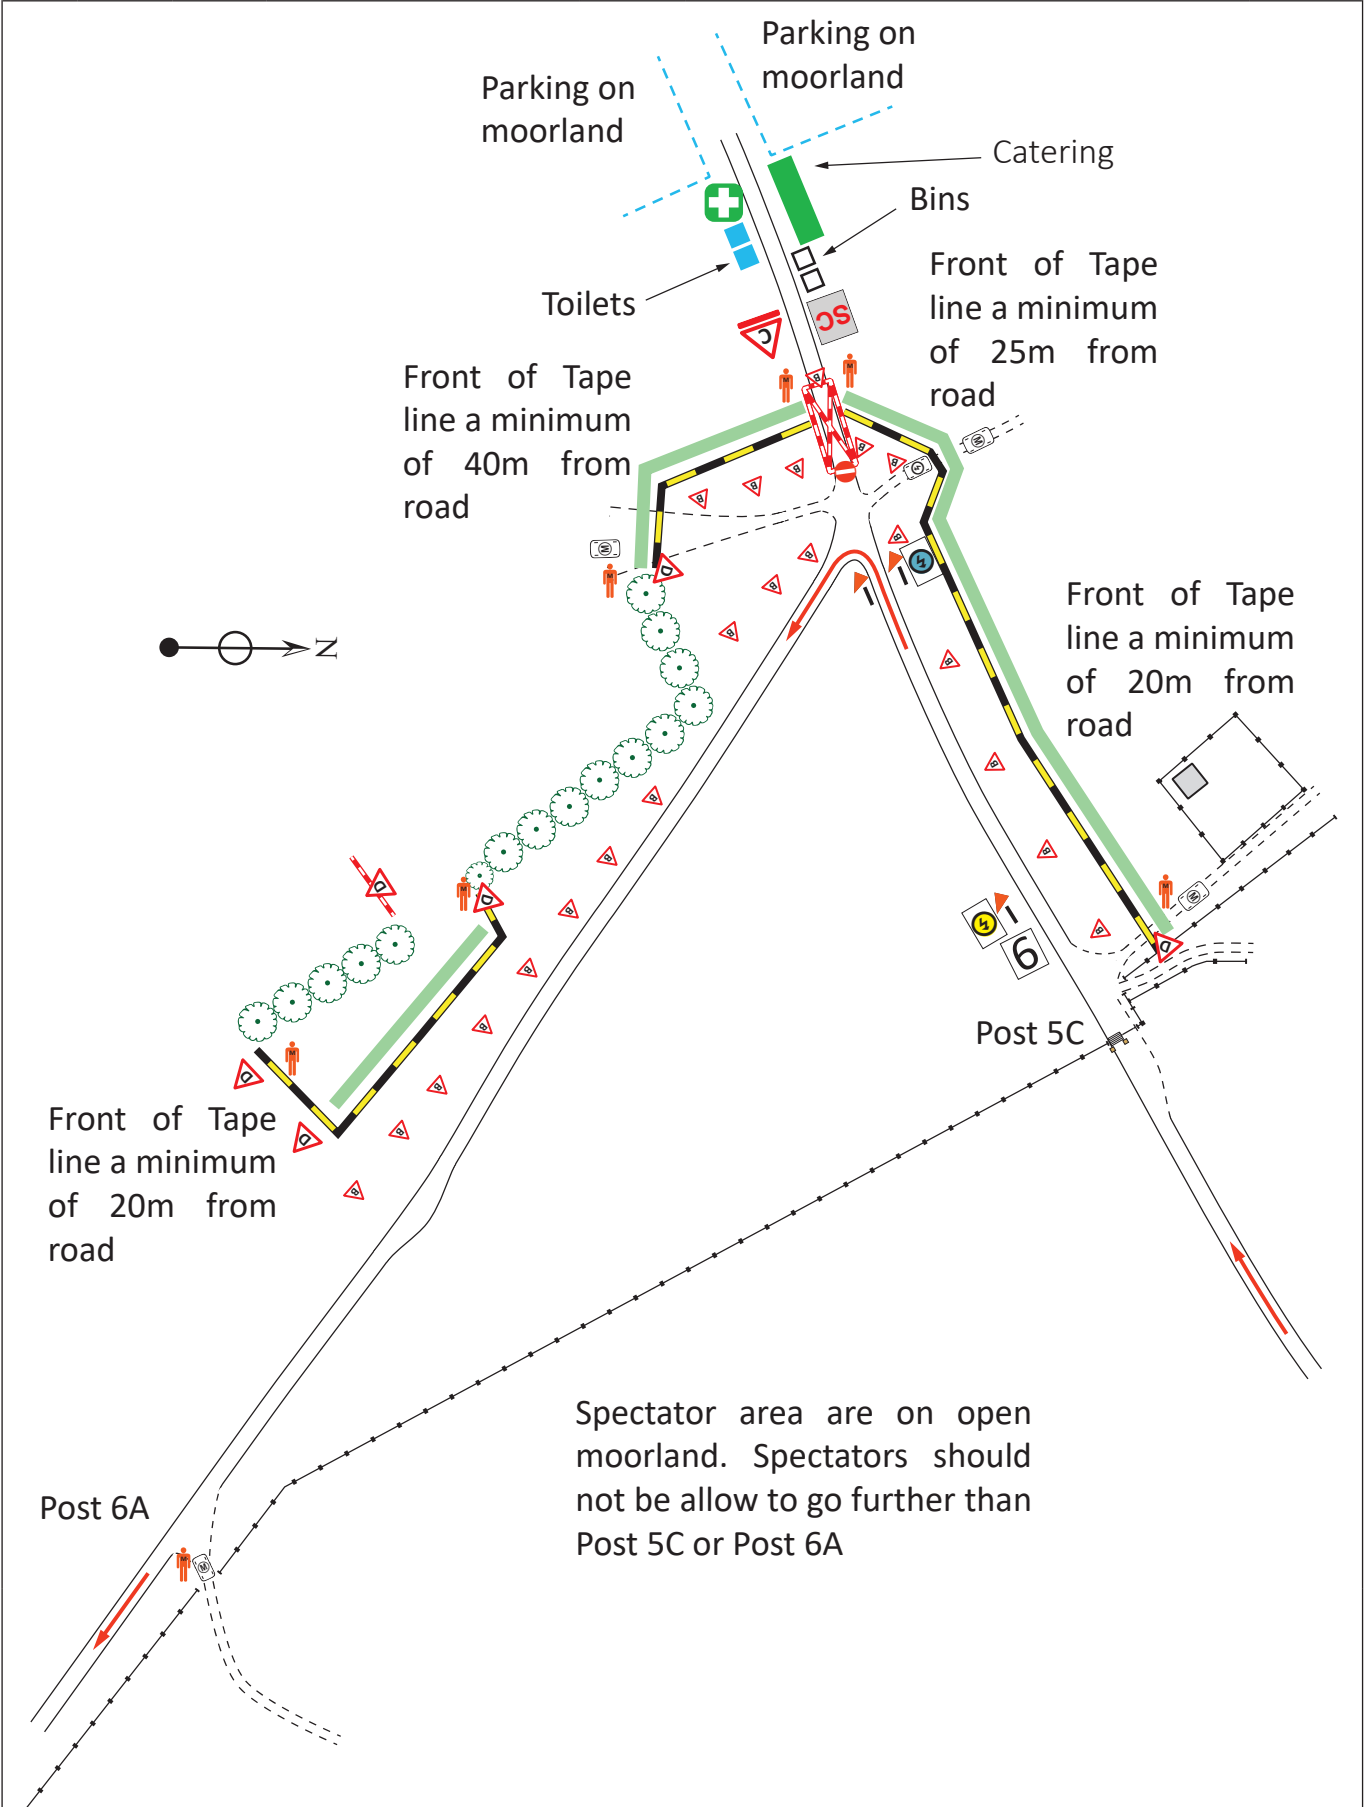 Parking on
moorland
Parking on
moorland
Catering
Bins
Toilets
Front of Tape
line a minimum
of 25m from
road
SC
C
Front of Tape
line a minimum
of 40m from
road
M
M
B
B
B
B
B
B
M
M
D
B
B
B
B
N
Front of Tape
line a minimum
of 20m from
road
B
B
B
B
B
B
B
B
B
B
B
B
B
D
M
D
M
M
M
D
6
Post 5C
D
M
D
Front of Tape
line a minimum
of 20m from
road
Spectator area are on open
moorland. Spectators should
not be allow to go further than
Post 5C or Post 6A
Post 6A
M
M